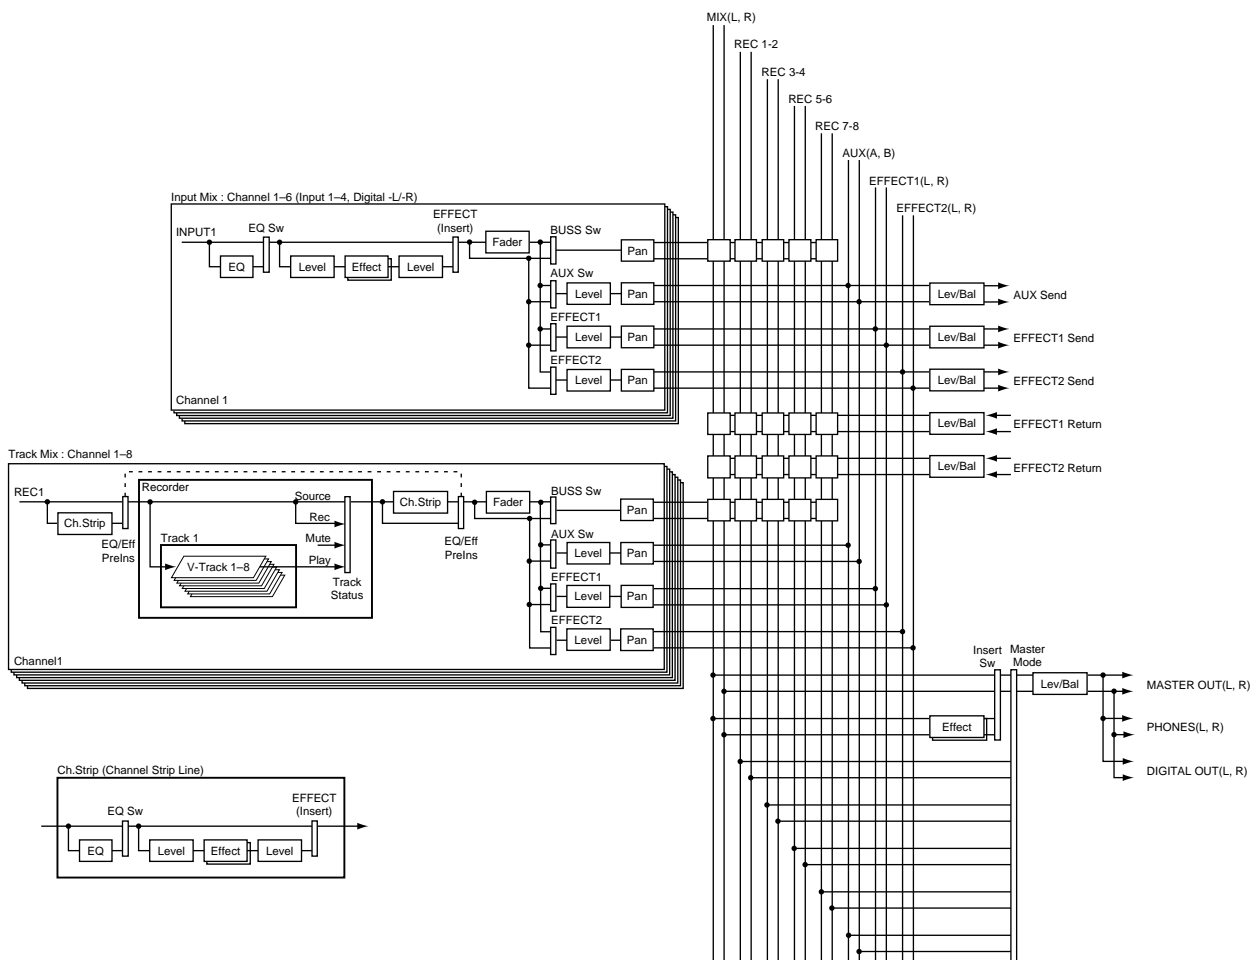 MIX(L, R)
REC 1-2
REC 3-4
REC 5-6
REC 7-8
AUX(A, B)
EFFECT1(L, R)
EFFECT2(L, R)
Input Mix : Channel 1–6 (Input 1–4, Digital -L/-R)
INPUT1
EQ Sw
EFFECT
(Insert)
EQ
Level
Effect
Level
Fader
BUSS Sw
Pan
AUX Sw
Level
Pan
Lev/Bal
AUX Send
EFFECT1
Level
Pan
Lev/Bal
EFFECT1 Send
EFFECT2
Level
Pan
Lev/Bal
EFFECT2 Send
Channel 1
Lev/Bal
EFFECT1 Return
Lev/Bal
EFFECT2 Return
Track Mix : Channel 1–8
REC1
Ch.Strip
EQ/Eff
PreIns
Recorder
Source
Rec
Mute
Play
Track 1
V-Track 1–8
Track
Status
Ch.Strip
EQ/Eff
PreIns
Fader
BUSS Sw
Pan
AUX Sw
Level
Pan
EFFECT1
Level
Pan
EFFECT2
Level
Pan
Channel1
Insert
Sw
Master
Mode
Lev/Bal
MASTER OUT(L, R)
Effect
PHONES(L, R)
DIGITAL OUT(L, R)
Ch.Strip (Channel Strip Line)
EQ Sw
EFFECT
(Insert)
EQ
Level
Effect
Level